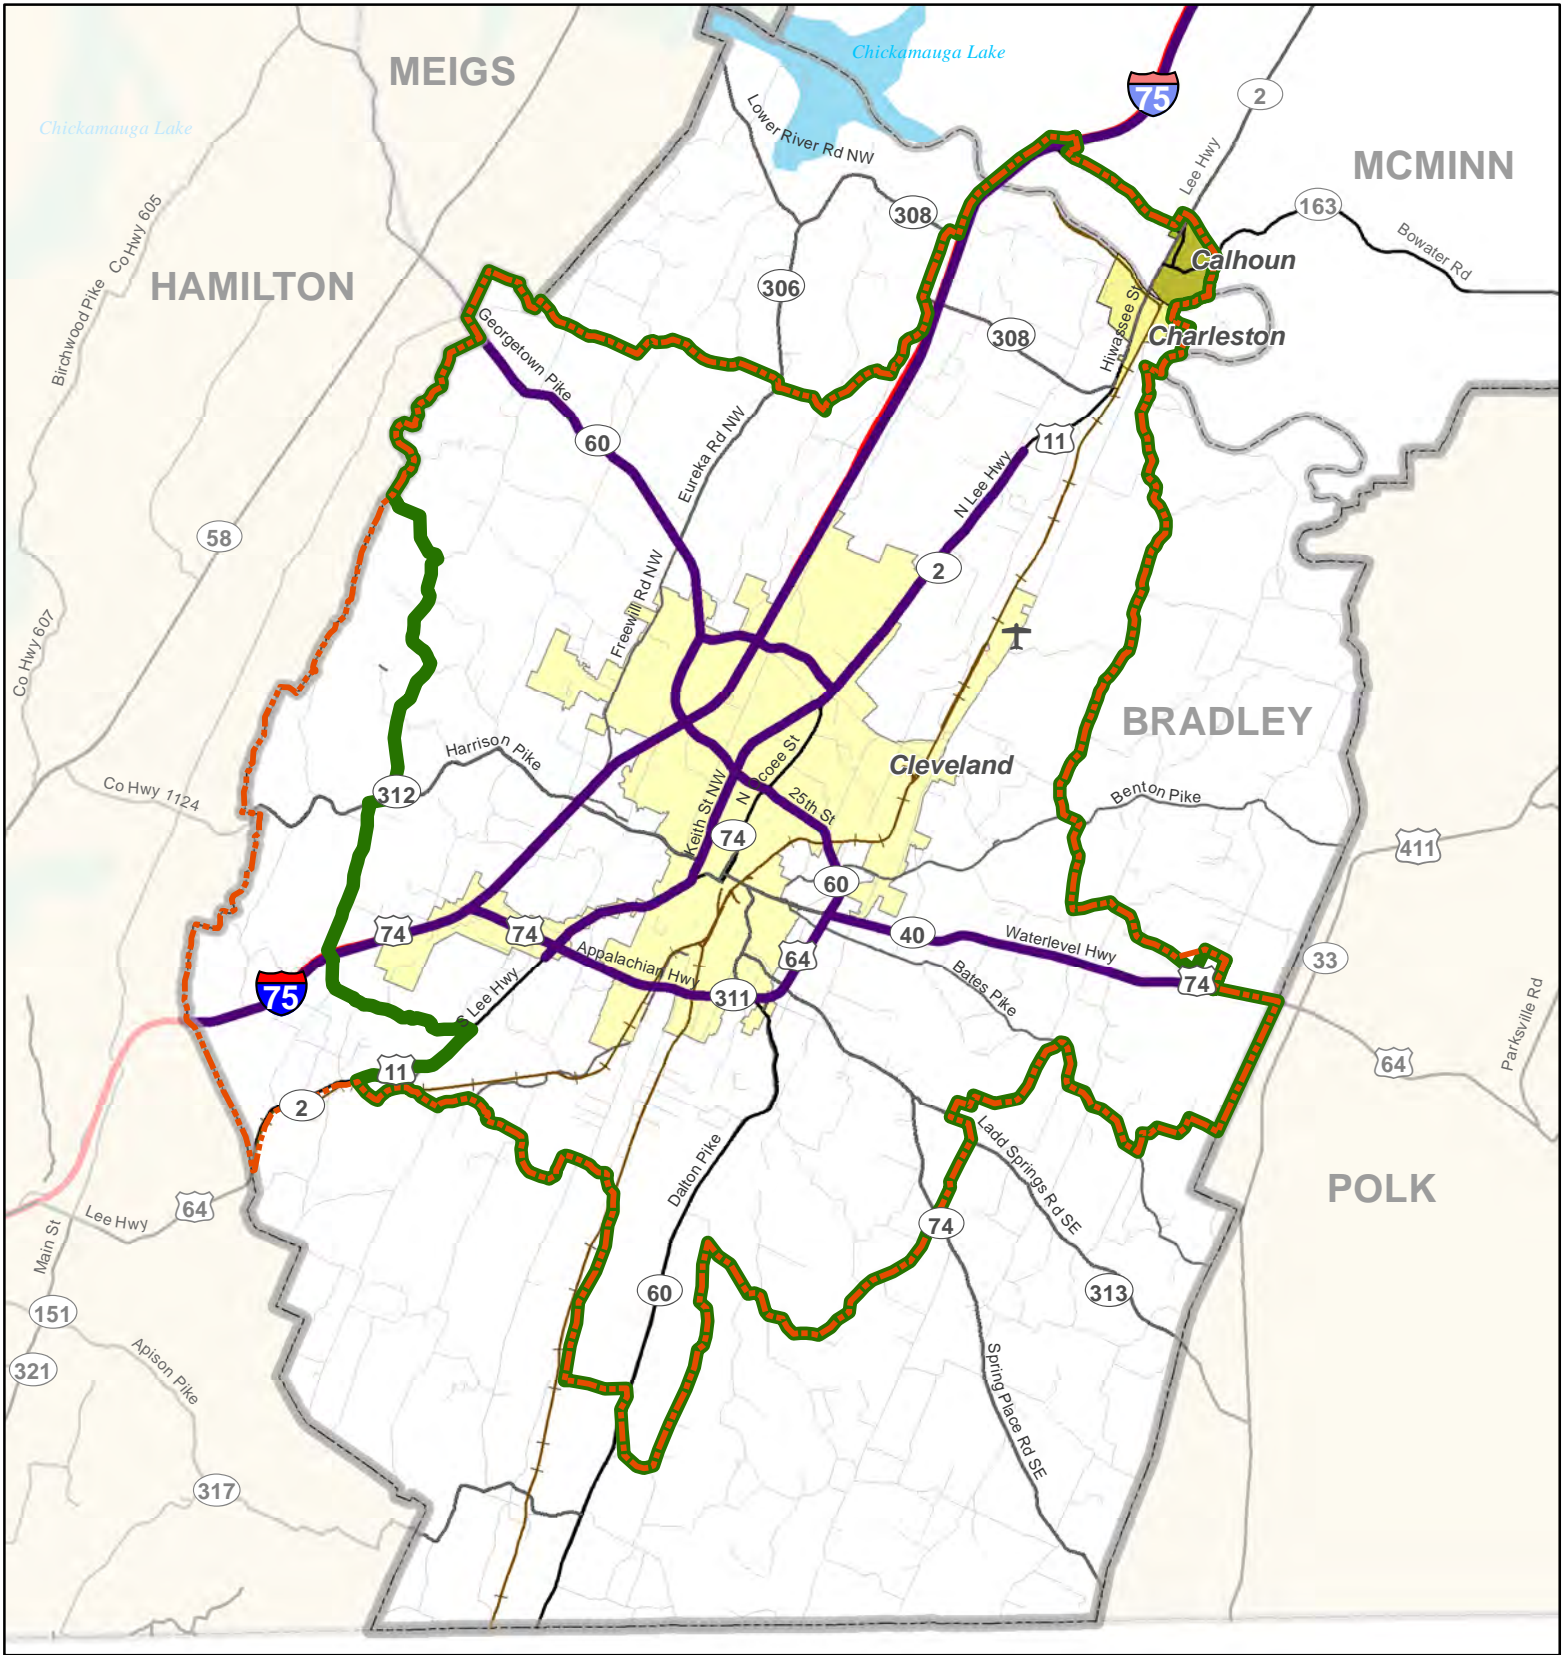 MEIGS
Chickamauga Lake
75
2
Chickamauga Lake
Lower River Rd NW
Lee Hwy
MCMINN
163
308
Bowater Rd
Co Hwy 605
HAMILTON
306
Calhoun
Birchwood Pike
Georgetown Pike
308
Hiwassee St
Charleston
60
Eureka Rd NW
11
N Lee Hwy
58
2
Freewill Rd NW
Co Hwy 607
BRADLEY
Harrison Pike
Cleveland
N Ocoee St
Co Hwy 1124
312
Keith St NW
25th St
Benton Pike
74
411
60
74
74
40
Waterlevel Hwy
Appalachian Hwy
64
33
Bates Pike
75
311
74
S Lee Hwy
Parksville Rd
11
64
2
Ladd Springs Rd SE
Dalton Pike
POLK
64
Lee Hwy
74
Main St
60
313
151
Apison Pike
321
Spring Place Rd SE
317